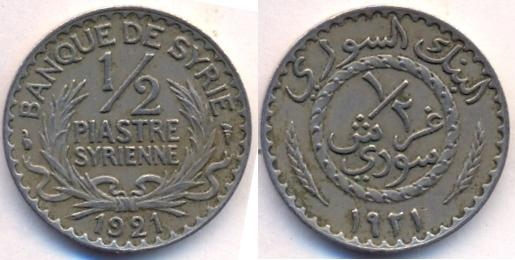 BANQUE DE SYRIE
1/2
PIASTRE
SYRIENNE
1921
البنك السوري
١/٢
غرش
سوري
١٩٢١